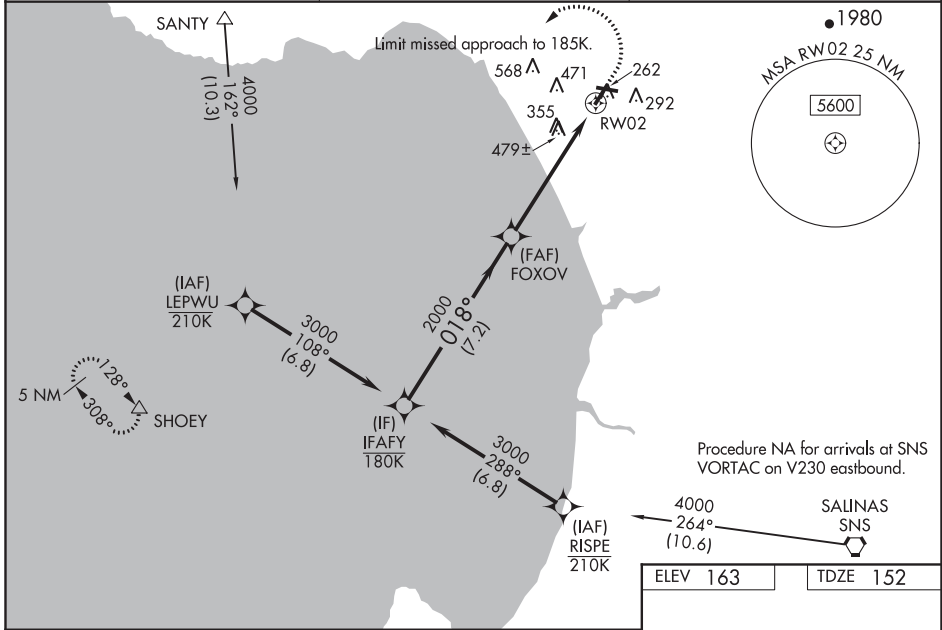 SANTY
4000
162°
(10.3)
Limit missed approach to 185K.
568
471
262
292
355
479±
RW02
1980
MSA RW02 25 NM
5600
(FAF)
FOXOV
(IAF)
LEPWU
210K
3000
108°
(6.8)
2000
018°
(7.2)
5 NM
128°
308°
SHOEY
(IF)
IFAFY
180K
3000
288°
(6.8)
(IAF)
RISPE
210K
Procedure NA for arrivals at SNS
VORTAC on V230 eastbound.
4000
264°
(10.6)
SALINAS
SNS
ELEV 163
TDZE 152